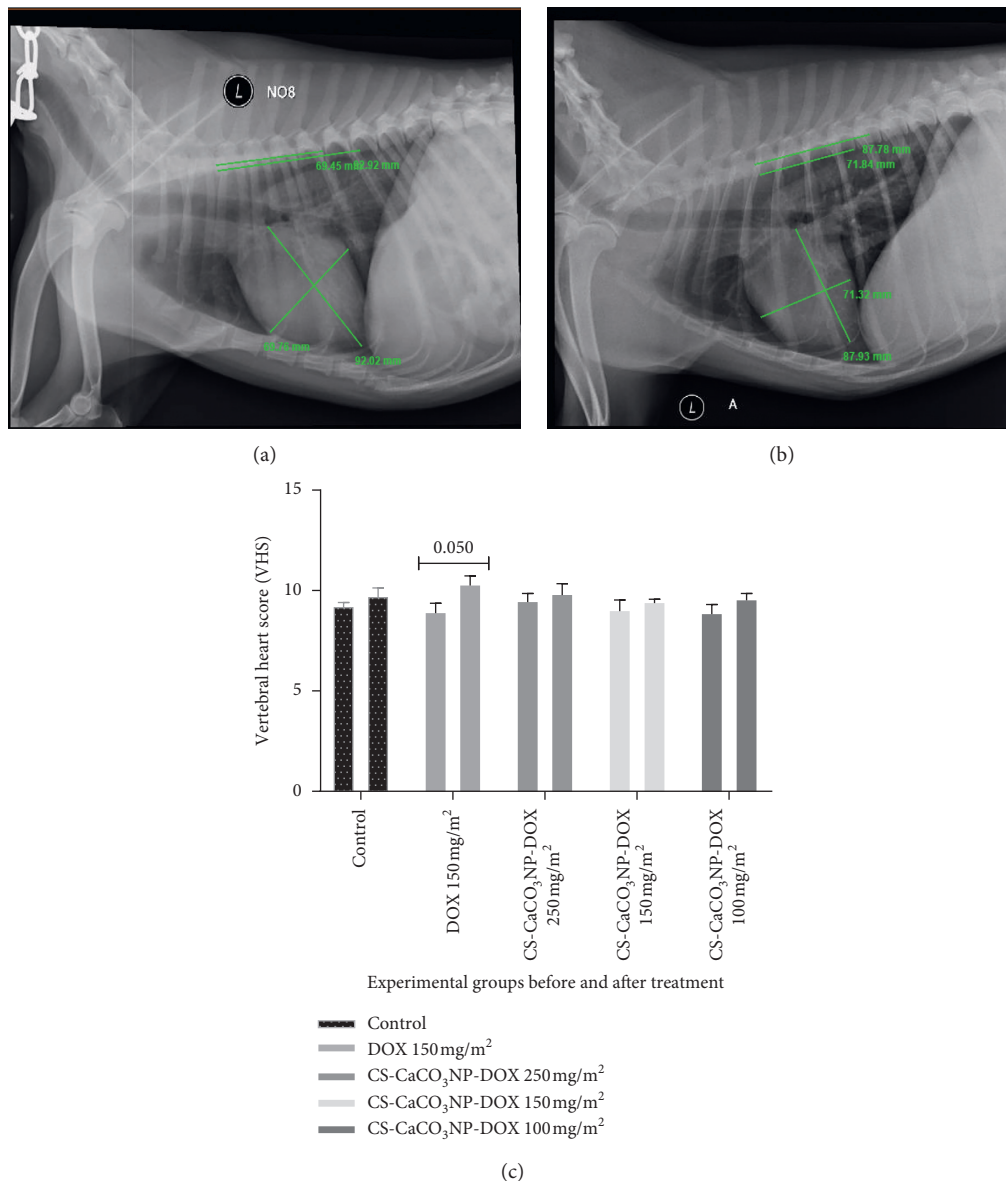 L NO8
69.45 m
82.92 mm
92.02 mm
(a)
87.78 mm
71.84 mm
71.32 mm
87.93 mm
L A
(b)
15
10
5
0
Vertebral heart score (VHS)
0.050
Control
DOX 150 mg/m²
CS-CaCO₃NP-DOX
250 mg/m²
CS-CaCO₃NP-DOX
150 mg/m²
CS-CaCO₃NP-DOX
100 mg/m²
Experimental groups before and after treatment
Control
DOX 150 mg/m²
CS-CaCO₃NP-DOX 250 mg/m²
CS-CaCO₃NP-DOX 150 mg/m²
CS-CaCO₃NP-DOX 100 mg/m²
(c)